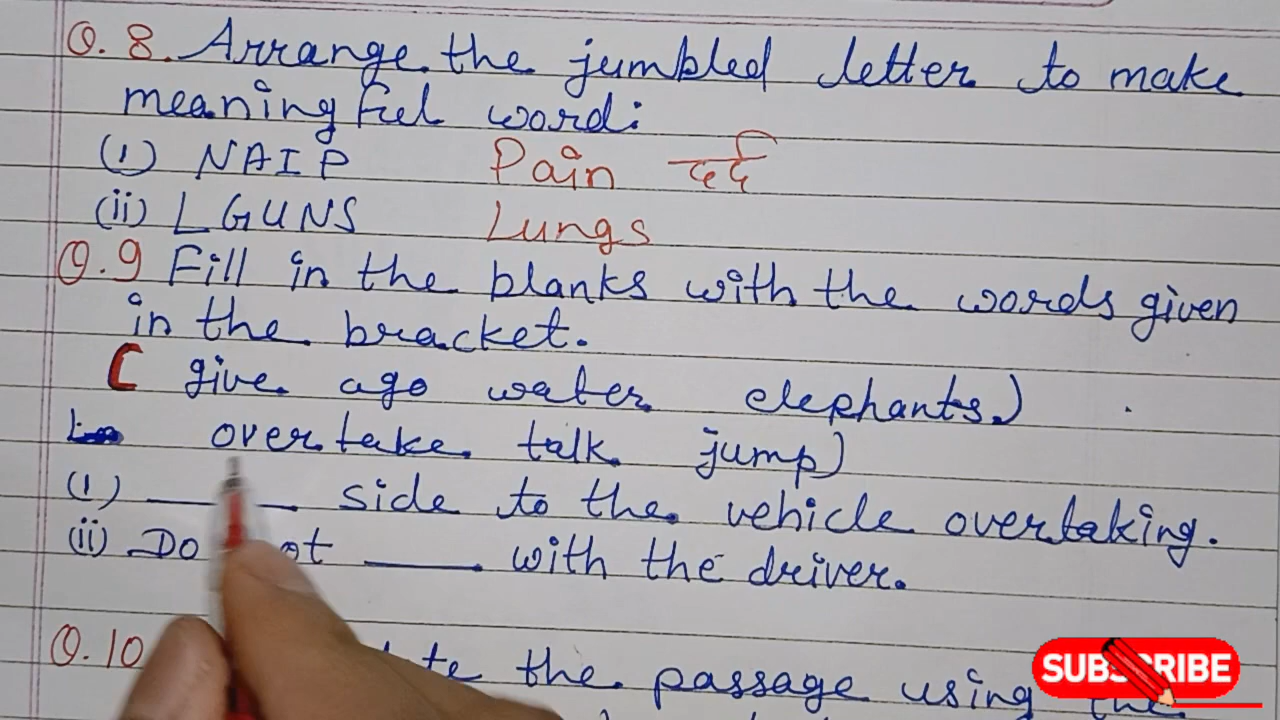 Q. 8. Arrange the jumbled letter to make
meaningful word:
(i) NAIP Pain दर्द
(ii) LGUNS Lungs
Q.9 Fill in the blanks with the words given
in the bracket.
( give ago water elephants)
overtake talk jump)
(i) ____ side to the vehicle overtaking.
(ii) Do ____ with the driver.
Q.10 the passage using the
SUBSCRIBE